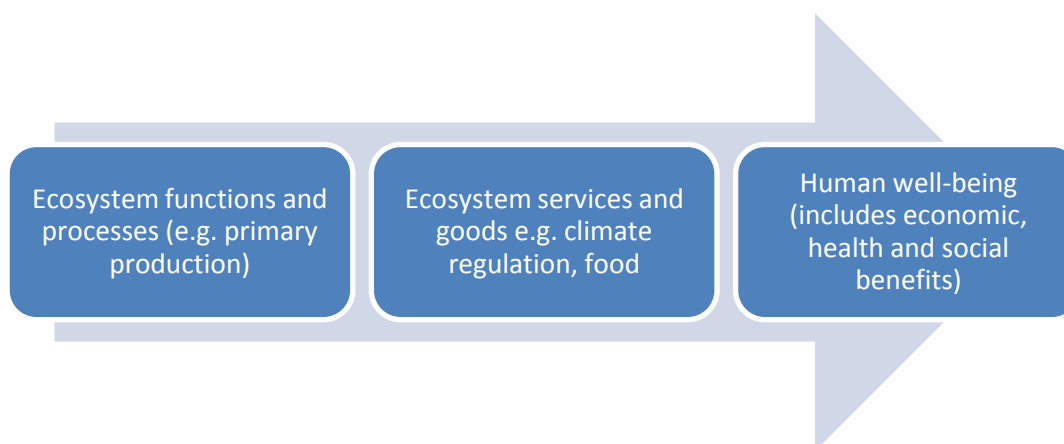 Ecosystem functions and
processes (e.g. primary
production)
Ecosystem services and
goods e.g. climate
regulation, food
Human well-being
(includes economic,
health and social
benefits)